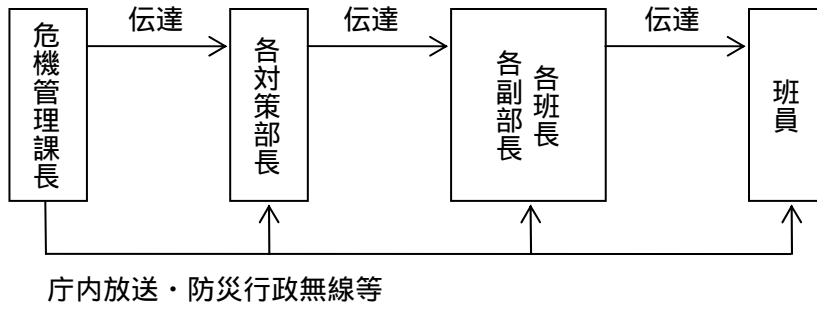 伝達
伝達
伝達
危機管理課長
各対策部長
各班長
各副部長
班員
庁内放送・防災行政無線等